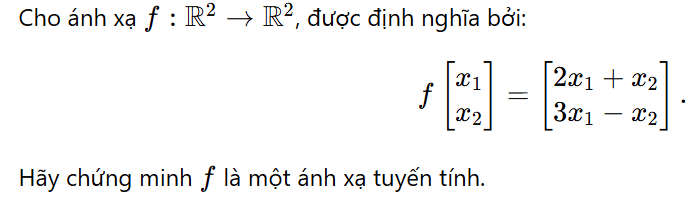 Cho ánh xạ f : ℝ² → ℝ², được định nghĩa bởi:
f [x₁ x₂] = [2x₁ + x₂ 3x₁ − x₂].
Hãy chứng minh f là một ánh xạ tuyến tính.